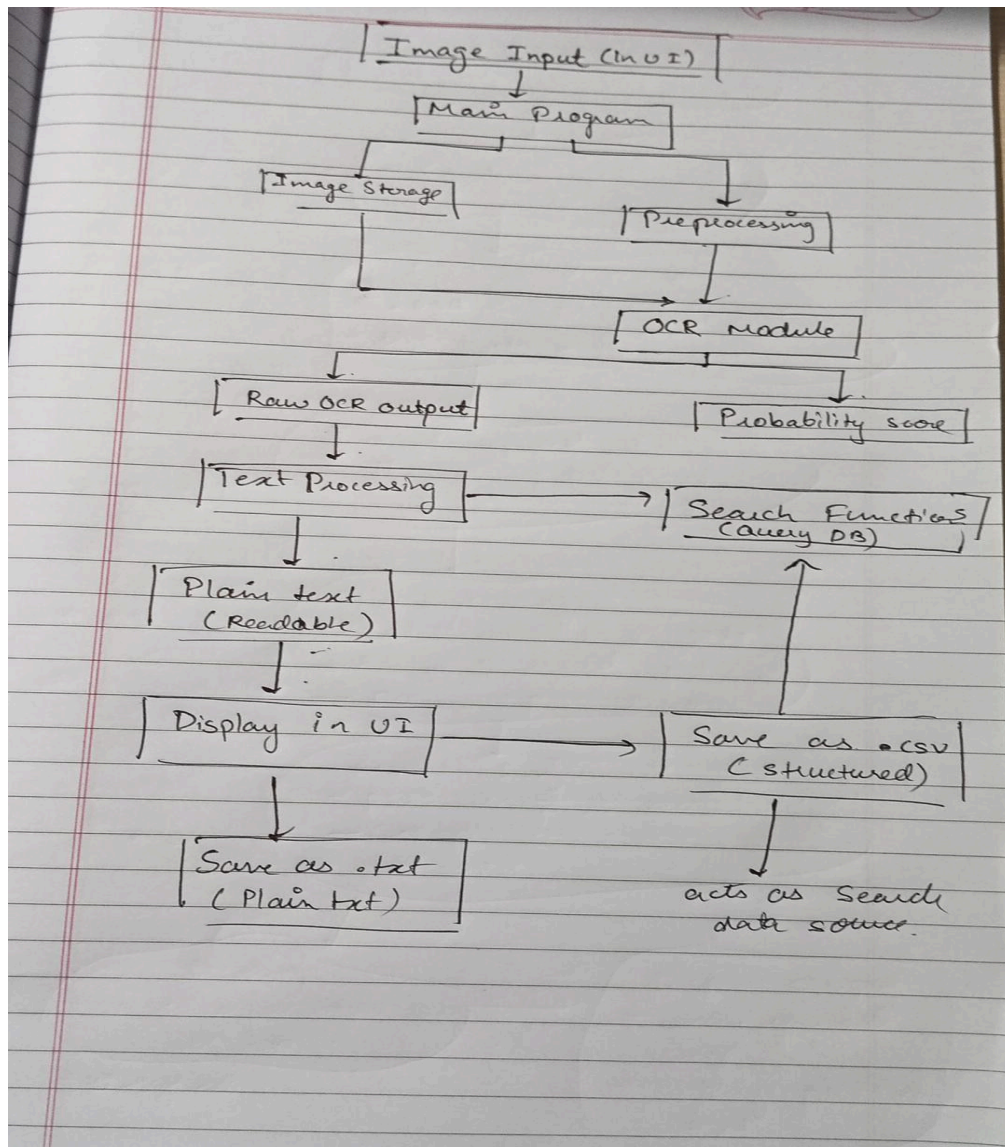 Image Input (in UI)
Main Program
Image Storage
Preprocessing
OCR Module
Raw OCR output
Probability score
Text Processing
Search Functions
(Query DB)
Plain text
(Readable)
Display in UI
Save as .csv
(structured)
Save as .txt
(Plain txt)
acts as Search
data source.